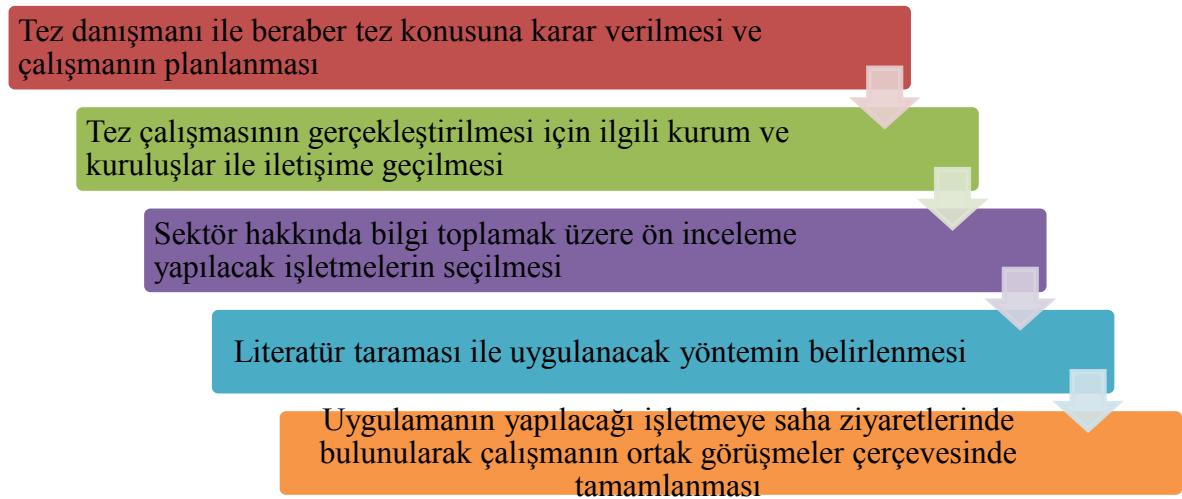 Tez danışmanı ile beraber tez konusuna karar verilmesi ve
çalışmanın planlanması
Tez çalışmasının gerçekleştirilmesi için ilgili kurum ve
kuruluşlar ile iletişime geçilmesi
Sektör hakkında bilgi toplamak üzere ön inceleme
yapılacak işletmelerin seçilmesi
Literatür taraması ile uygulanacak yöntemin belirlenmesi
Uygulamanın yapılacağı işletmeye saha ziyaretlerinde
bulunularak çalışmanın ortak görüşmeler çerçevesinde
tamamlanması